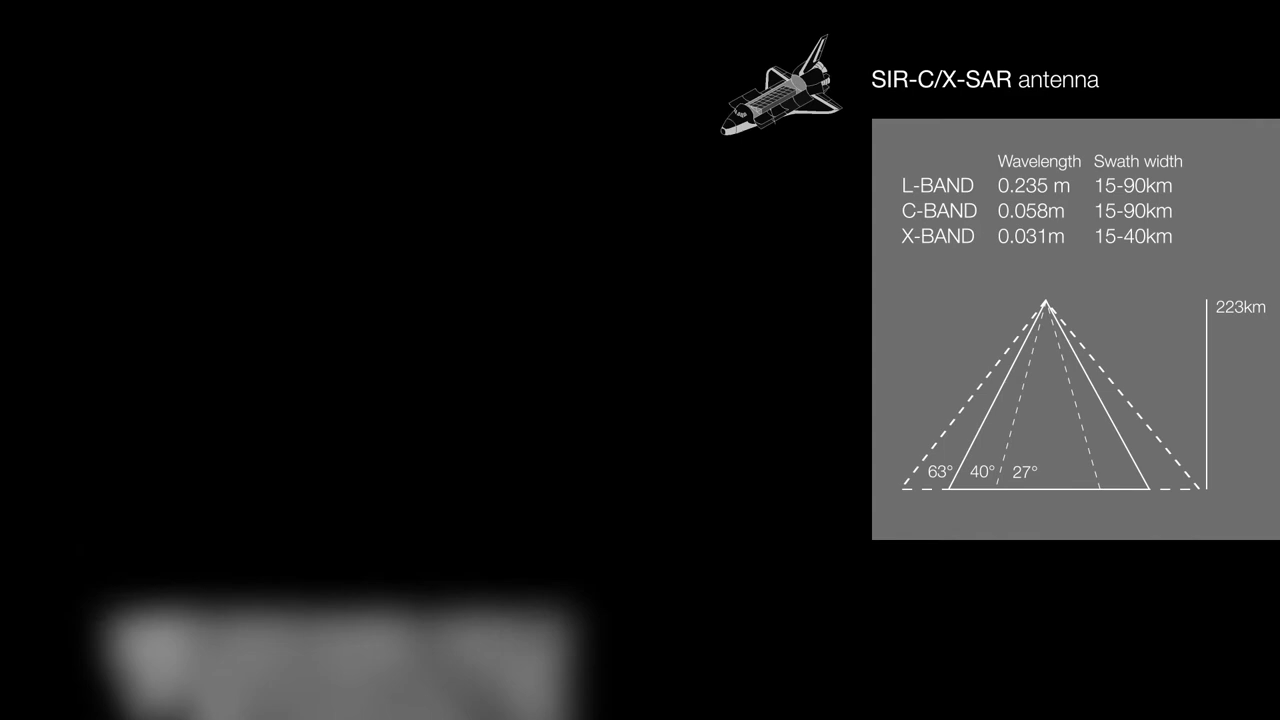 SIR-C/X-SAR antenna
Wavelength Swath width
L-BAND 0.235 m 15-90km
C-BAND 0.058m 15-90km
X-BAND 0.031m 15-40km
223km
63° 40° 27°